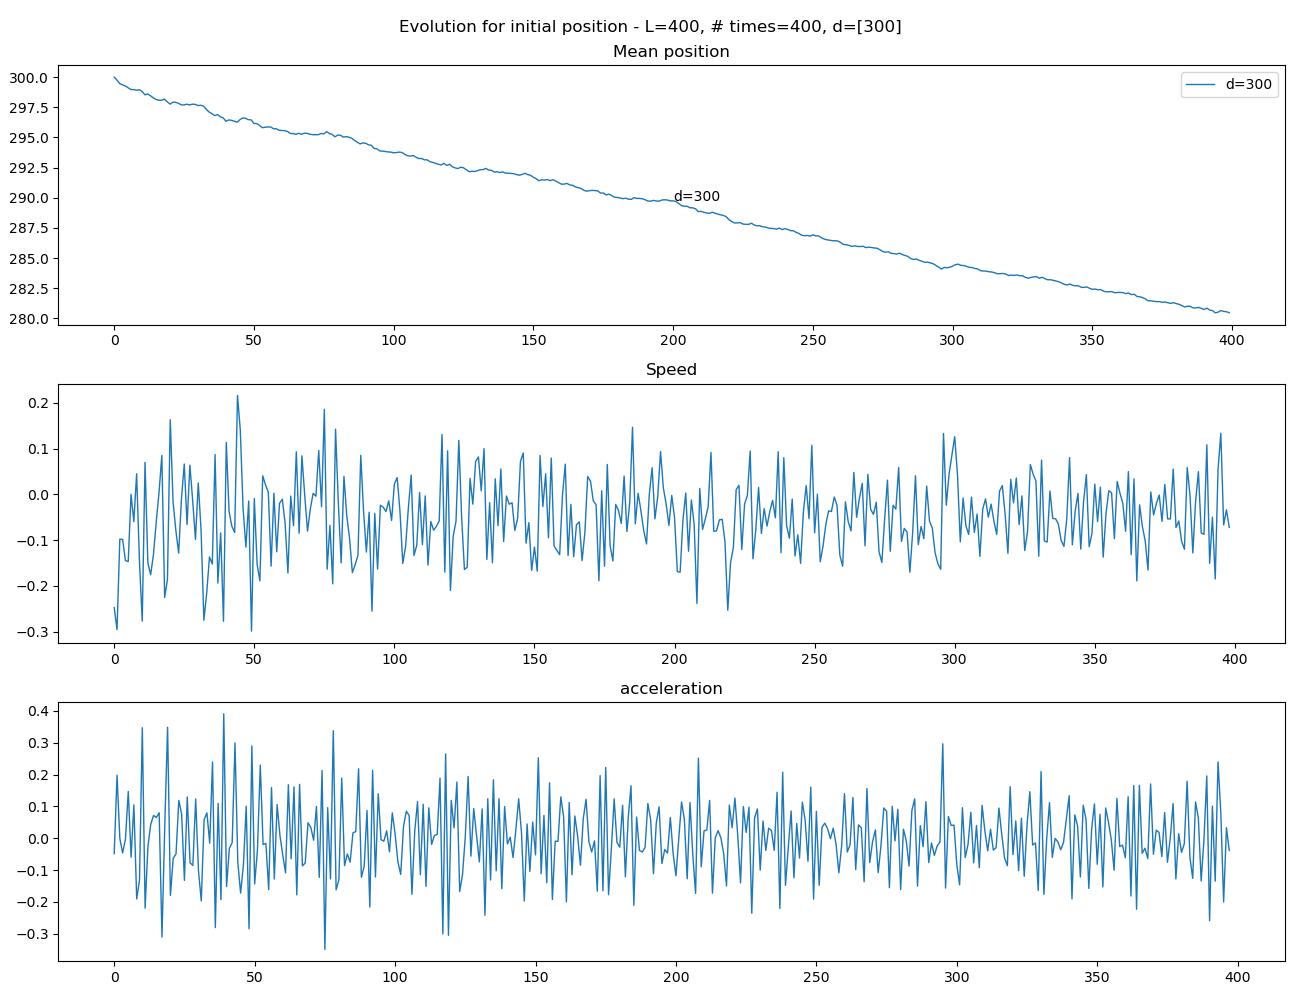 Evolution for initial position - L=400, # times=400, d=[300]
Mean position
300.0
297.5
295.0
292.5
290.0
287.5
285.0
282.5
280.0
d=300
d=300
0 50 100 150 200 250 300 350 400
Speed
0.2
0.1
0.0
−0.1
−0.2
−0.3
0 50 100 150 200 250 300 350 400
acceleration
0.4
0.3
0.2
0.1
0.0
−0.1
−0.2
−0.3
0 50 100 150 200 250 300 350 400